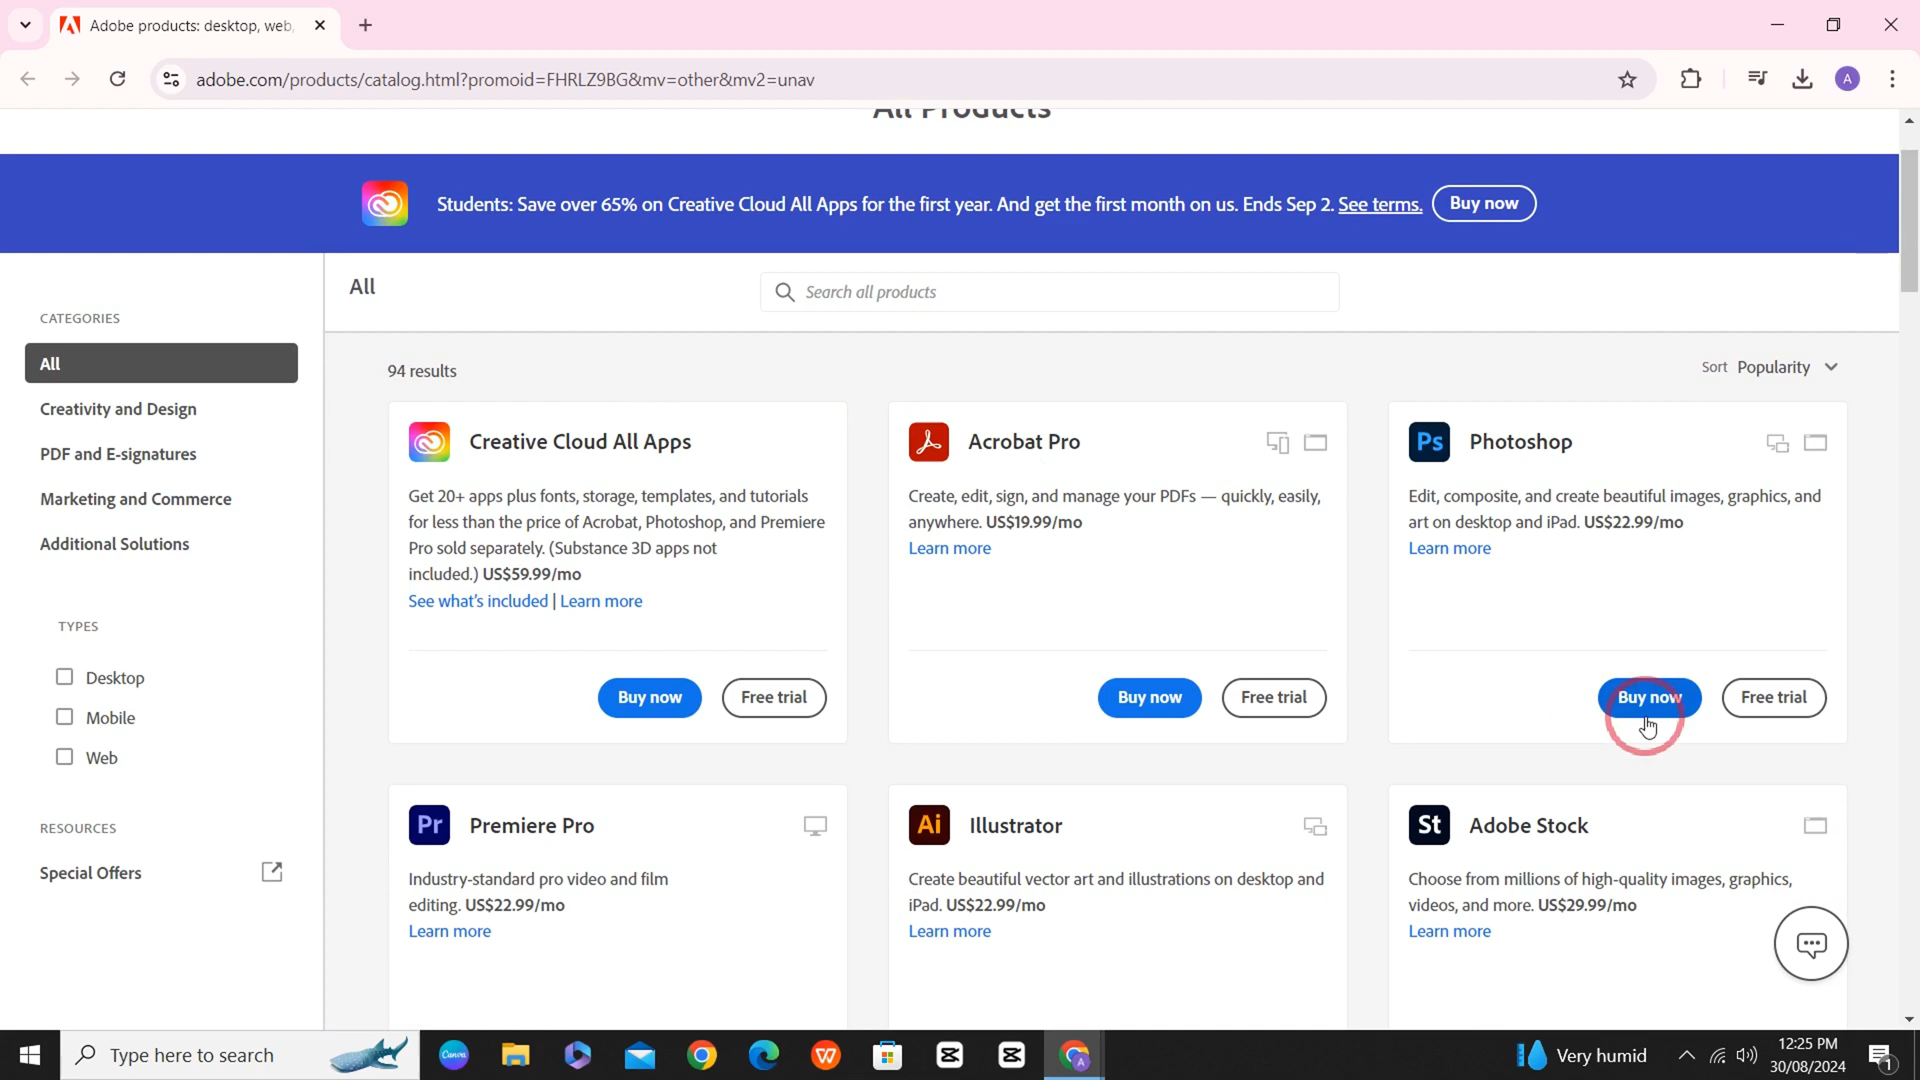 Adobe products: desktop, web,
adobe.com/products/catalog.html?promoid=FHRLZ9BG&mv=other&mv2=unav
A
All Products
Students: Save over 65% on Creative Cloud All Apps for the first year. And get the first month on us. Ends Sep 2. See terms. Buy now
CATEGORIES
All
Creativity and Design
PDF and E-signatures
Marketing and Commerce
Additional Solutions
TYPES
Desktop
Mobile
Web
RESOURCES
Special Offers
All
Search all products
94 results
Sort Popularity
Creative Cloud All Apps
Get 20+ apps plus fonts, storage, templates, and tutorials
for less than the price of Acrobat, Photoshop, and Premiere
Pro sold separately. (Substance 3D apps not
included.) US$59.99/mo
See what's included | Learn more
Buy now Free trial
Acrobat Pro
Create, edit, sign, and manage your PDFs — quickly, easily,
anywhere. US$19.99/mo
Learn more
Buy now Free trial
Ps Photoshop
Edit, composite, and create beautiful images, graphics, and
art on desktop and iPad. US$22.99/mo
Learn more
Buy now Free trial
Pr Premiere Pro
Industry-standard pro video and film
editing. US$22.99/mo
Learn more
Ai Illustrator
Create beautiful vector art and illustrations on desktop and
iPad. US$22.99/mo
Learn more
St Adobe Stock
Choose from millions of high-quality images, graphics,
videos, and more. US$29.99/mo
Learn more
Type here to search
Canva
W
A
Very humid
12:25 PM
30/08/2024
1